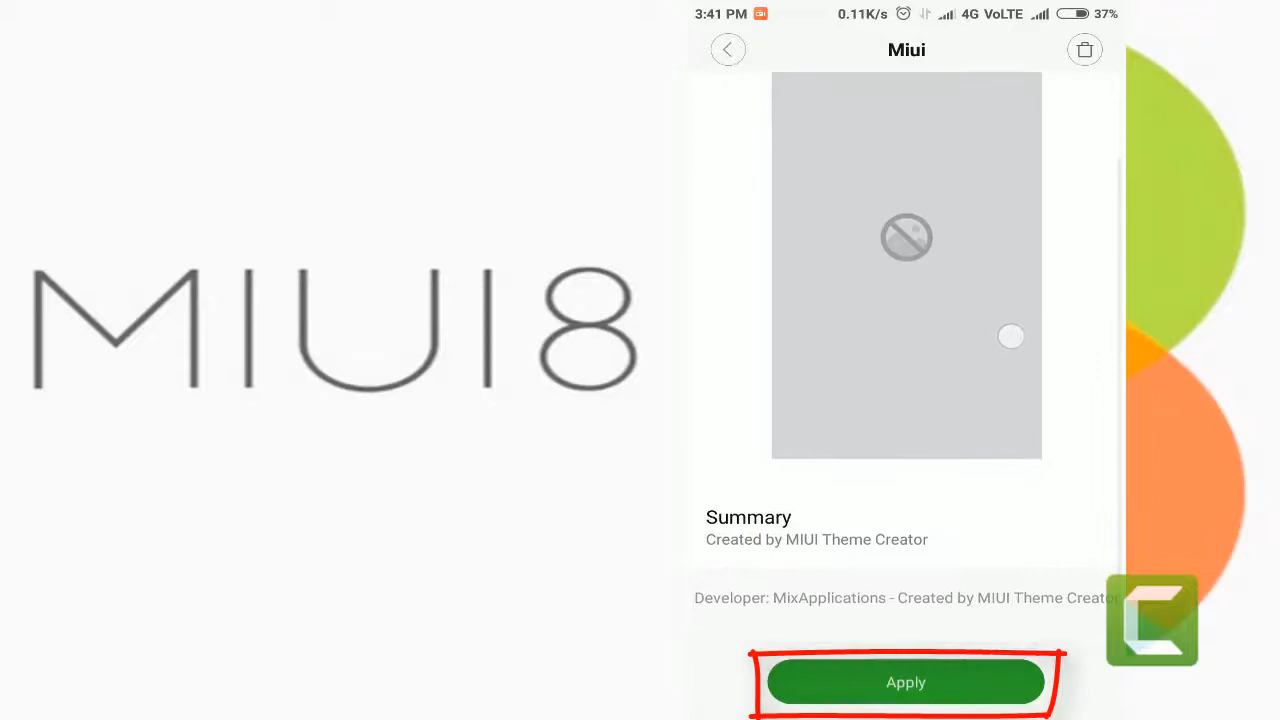 MIUI8
3:41 PM 0.11K/s 4G VoLTE 37%
Miui
Summary
Created by MIUI Theme Creator
Developer: MixApplications - Created by MIUI Theme Creator
Apply